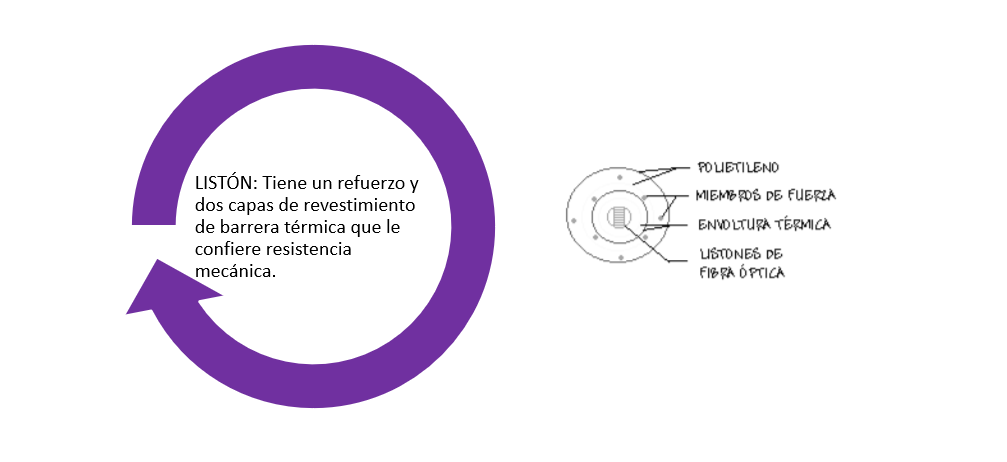 LISTÓN: Tiene un refuerzo y
dos capas de revestimiento
de barrera térmica que le
confiere resistencia
mecánica.
POLIETILENO
MIEMBROS DE FUERZA
ENVOLTURA TÉRMICA
LISTONES DE
FIBRA ÓPTICA